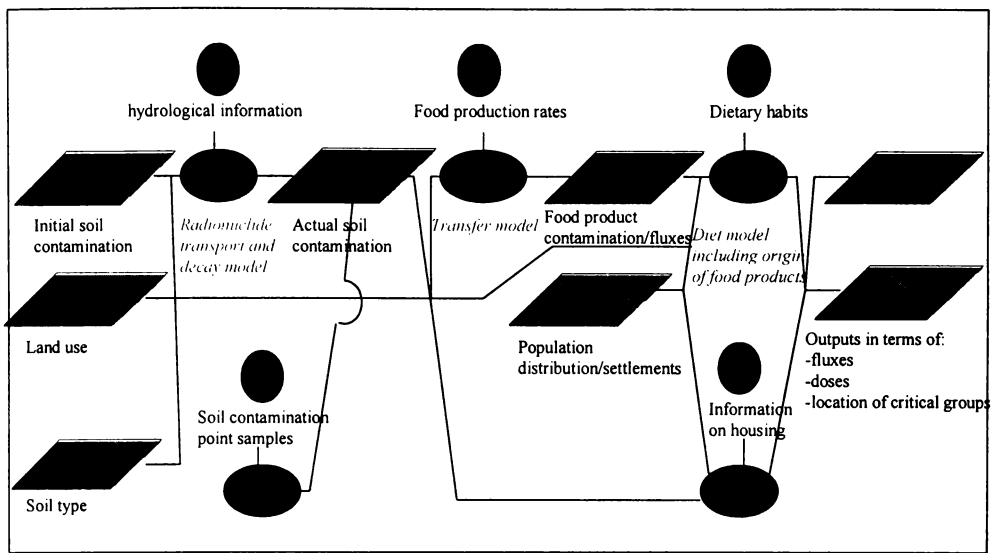 hydrological information
Food production rates
Dietary habits
Initial soil
contamination
Radionuclide
transport and
decay model
Actual soil
contamination
Transfer model
Food product
contamination/fluxes
Diet model
including origin
of food products
Land use
Population
distribution/settlements
Outputs in terms of:
-fluxes
-doses
-location of critical groups
Soil contamination
point samples
Information
on housing
Soil type